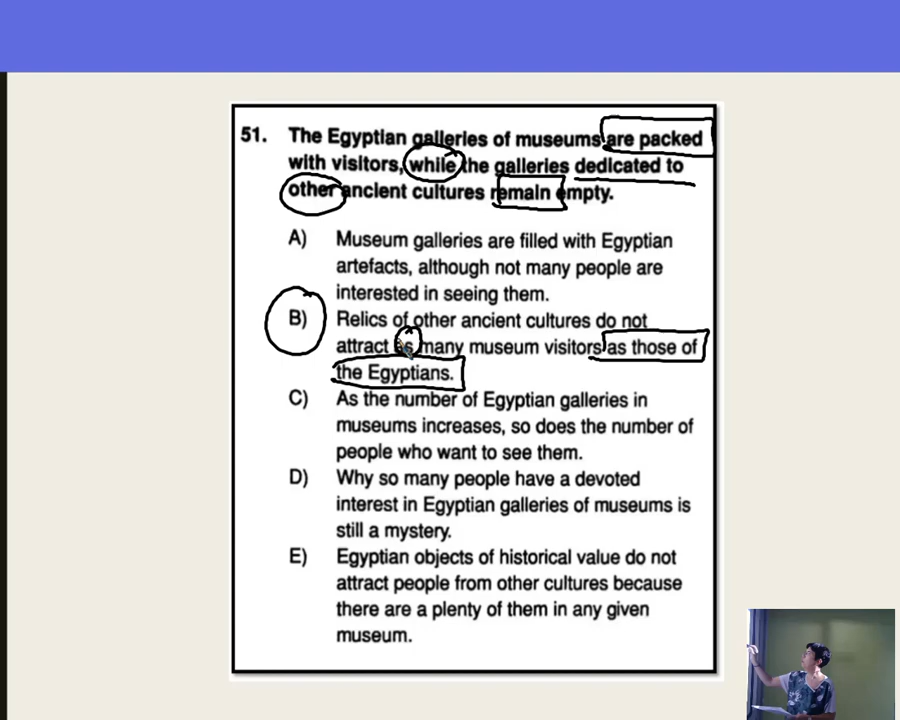 51. The Egyptian galleries of museums are packed
with visitors, while the galleries dedicated to
other ancient cultures remain empty.
A) Museum galleries are filled with Egyptian
artefacts, although not many people are
interested in seeing them.
B) Relics of other ancient cultures do not
attract as many museum visitors as those of
the Egyptians.
C) As the number of Egyptian galleries in
museums increases, so does the number of
people who want to see them.
D) Why so many people have a devoted
interest in Egyptian galleries of museums is
still a mystery.
E) Egyptian objects of historical value do not
attract people from other cultures because
there are a plenty of them in any given
museum.